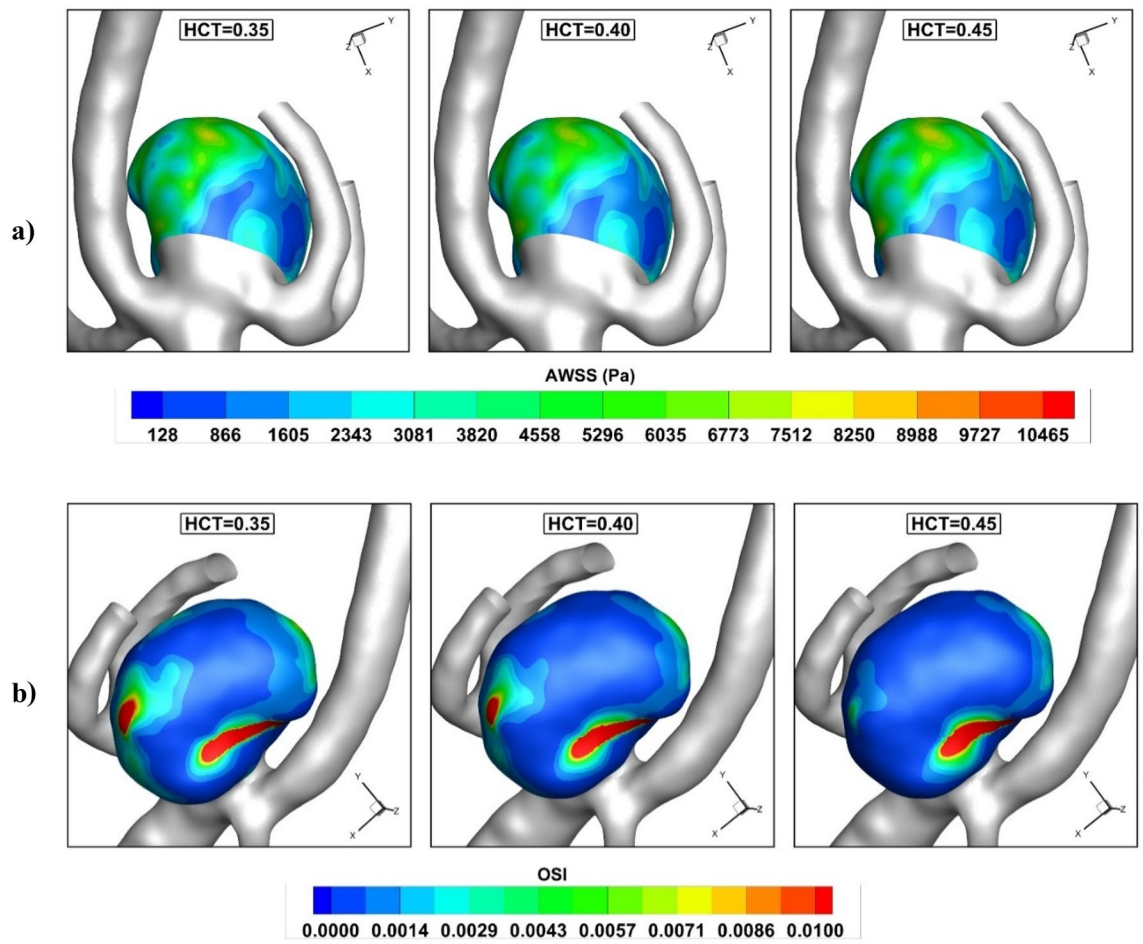 HCT=0.35 HCT=0.40 HCT=0.45
Y Y Y
Z Z Z
X X X
a)
AWSS (Pa)
128 866 1605 2343 3081 3820 4558 5296 6035 6773 7512 8250 8988 9727 10465
HCT=0.35 HCT=0.40 HCT=0.45
b)
Y Y Y
Z Z Z
X X X
OSI
0.0000 0.0014 0.0029 0.0043 0.0057 0.0071 0.0086 0.0100